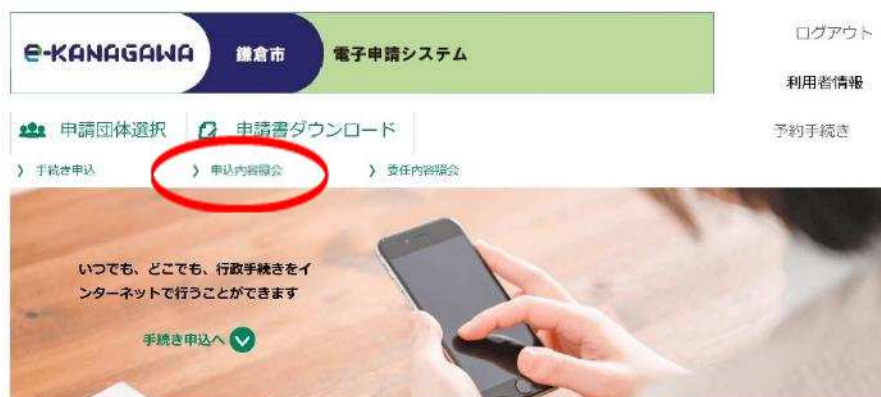 e-KANAGAWA 鎌倉市 電子申請システム
ログアウト
利用者情報
申請団体選択 申請書ダウンロード
予約手続き
〉 手続き申込 〉 申込内容照会 〉 委任内容照会
いつでも、どこでも、行政手続きをイ
ンターネットで行うことができます
手続き申込へ